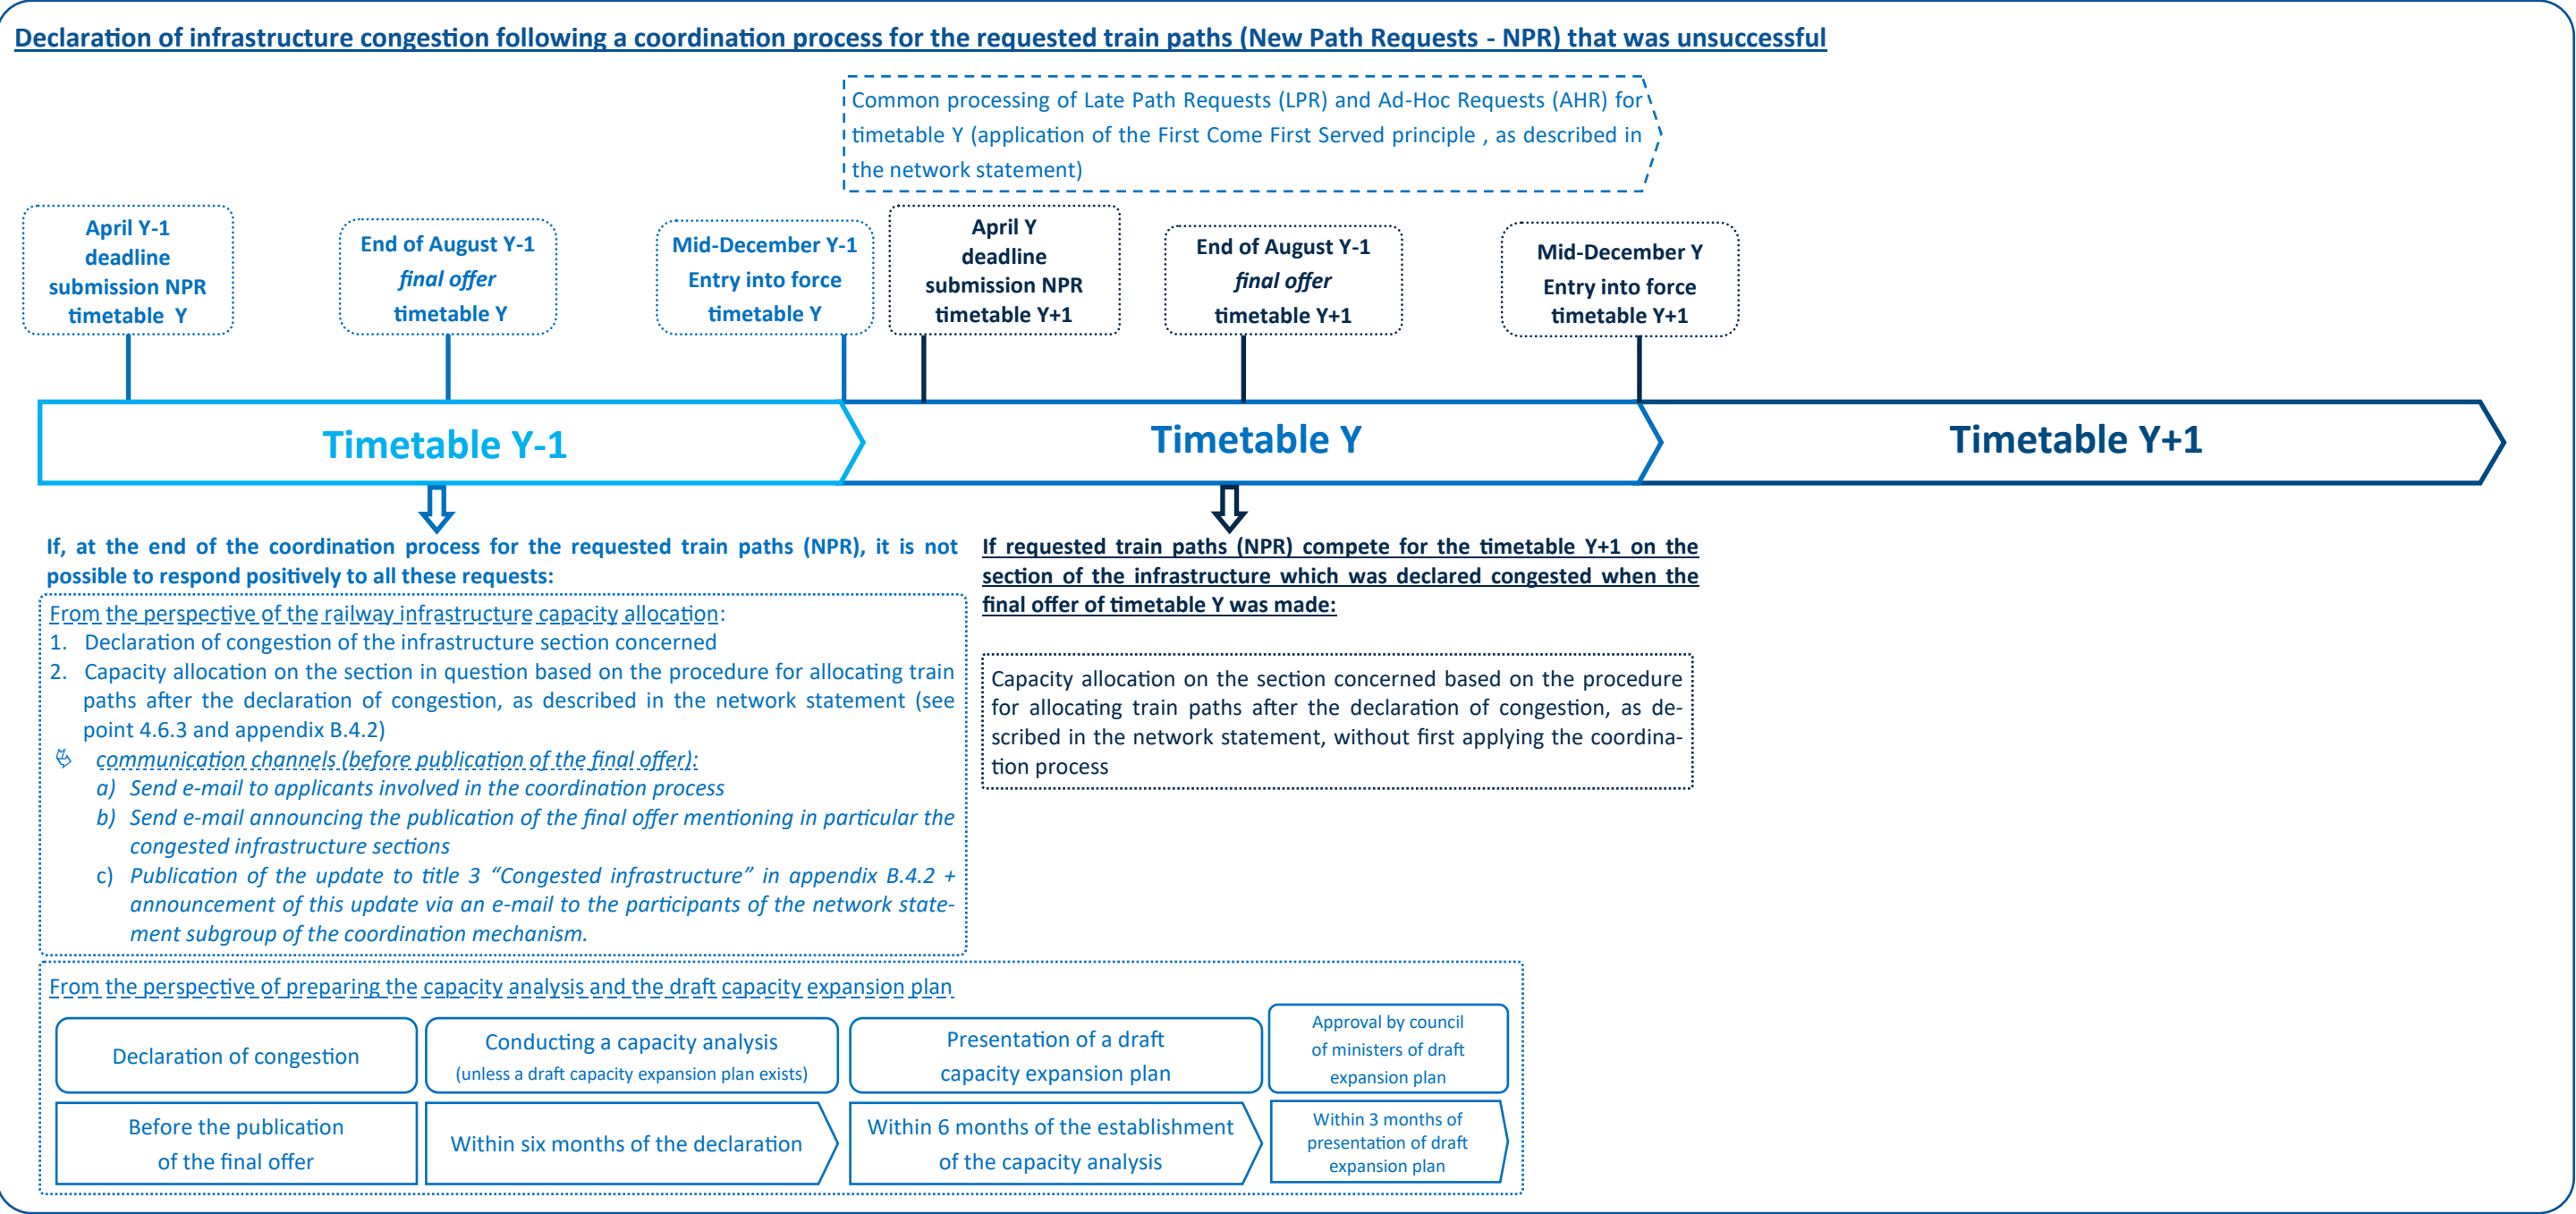 Declaration of infrastructure congestion following a coordination process for the requested train paths (New Path Requests - NPR) that was unsuccessful
Common processing of Late Path Requests (LPR) and Ad-Hoc Requests (AHR) for
timetable Y (application of the First Come First Served principle , as described in
the network statement)
April Y-1
deadline
submission NPR
timetable Y
End of August Y-1
final offer
timetable Y
Mid-December Y-1
Entry into force
timetable Y
April Y
deadline
submission NPR
timetable Y+1
End of August Y-1
final offer
timetable Y+1
Mid-December Y
Entry into force
timetable Y+1
Timetable Y-1
Timetable Y
Timetable Y+1
If, at the end of the coordination process for the requested train paths (NPR), it is not
possible to respond positively to all these requests:
From the perspective of the railway infrastructure capacity allocation:
1. Declaration of congestion of the infrastructure section concerned
2. Capacity allocation on the section in question based on the procedure for allocating train
paths after the declaration of congestion, as described in the network statement (see
point 4.6.3 and appendix B.4.2)
communication channels (before publication of the final offer):
a) Send e-mail to applicants involved in the coordination process
b) Send e-mail announcing the publication of the final offer mentioning in particular the
congested infrastructure sections
c) Publication of the update to title 3 “Congested infrastructure” in appendix B.4.2 +
announcement of this update via an e-mail to the participants of the network state-
ment subgroup of the coordination mechanism.
If requested train paths (NPR) compete for the timetable Y+1 on the
section of the infrastructure which was declared congested when the
final offer of timetable Y was made:
Capacity allocation on the section concerned based on the procedure
for allocating train paths after the declaration of congestion, as de-
scribed in the network statement, without first applying the coordina-
tion process
From the perspective of preparing the capacity analysis and the draft capacity expansion plan
Declaration of congestion
Conducting a capacity analysis
(unless a draft capacity expansion plan exists)
Presentation of a draft
capacity expansion plan
Approval by council
of ministers of draft
expansion plan
Before the publication
of the final offer
Within six months of the declaration
Within 6 months of the establishment
of the capacity analysis
Within 3 months of
presentation of draft
expansion plan